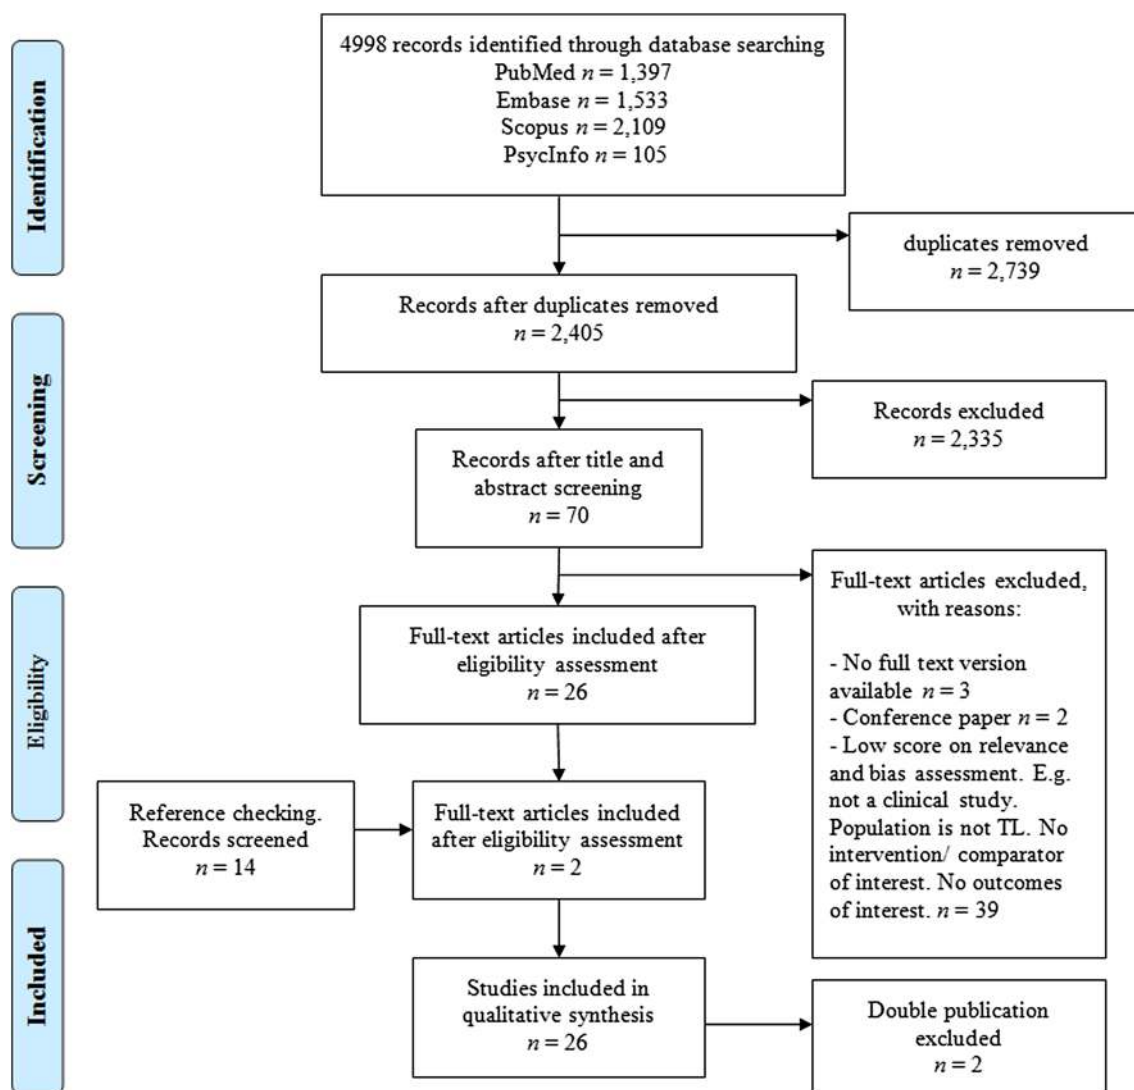 Identification
4998 records identified through database searching
PubMed n = 1,397
Embase n = 1,533
Scopus n = 2,109
PsycInfo n = 105
duplicates removed
n = 2,739
Screening
Records after duplicates removed
n = 2,405
Records excluded
n = 2,335
Records after title and
abstract screening
n = 70
Eligibility
Full-text articles excluded,
with reasons:
- No full text version
available n = 3
- Conference paper n = 2
- Low score on relevance
and bias assessment. E.g.
not a clinical study.
Population is not TL. No
intervention/ comparator
of interest. No outcomes
of interest. n = 39
Full-text articles included after
eligibility assessment
n = 26
Reference checking.
Records screened
n = 14
Full-text articles included
after eligibility assessment
n = 2
Included
Studies included in
qualitative synthesis
n = 26
Double publication
excluded
n = 2